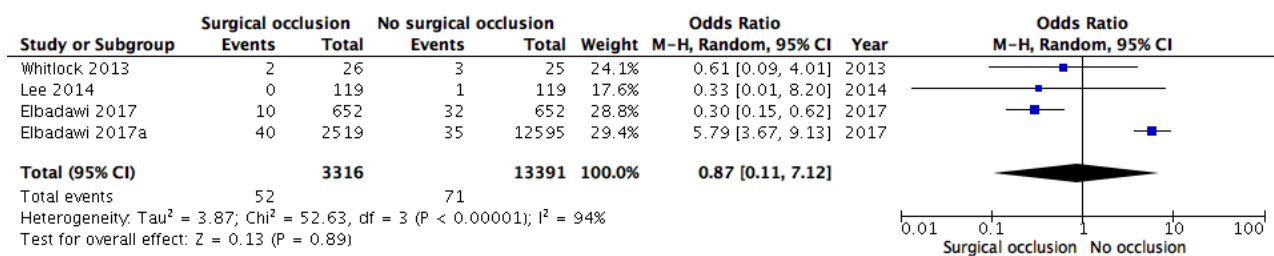 Surgical occlusion No surgical occlusion Odds Ratio Odds Ratio
Study or Subgroup Events Total Events Total Weight M-H, Random, 95% CI Year M-H, Random, 95% CI
Whitlock 2013 2 26 3 25 24.1% 0.61 [0.09, 4.01] 2013
Lee 2014 0 119 1 119 17.6% 0.33 [0.01, 8.20] 2014
Elbadawi 2017 10 652 32 652 28.8% 0.30 [0.15, 0.62] 2017
Elbadawi 2017a 40 2519 35 12595 29.4% 5.79 [3.67, 9.13] 2017
Total (95% CI) 3316 13391 100.0% 0.87 [0.11, 7.12]
Total events 52 71
Heterogeneity: Tau² = 3.87; Chi² = 52.63, df = 3 (P < 0.00001); I² = 94%
Test for overall effect: Z = 0.13 (P = 0.89)
0.01 0.1 1 10 100
Surgical occlusion No occlusion